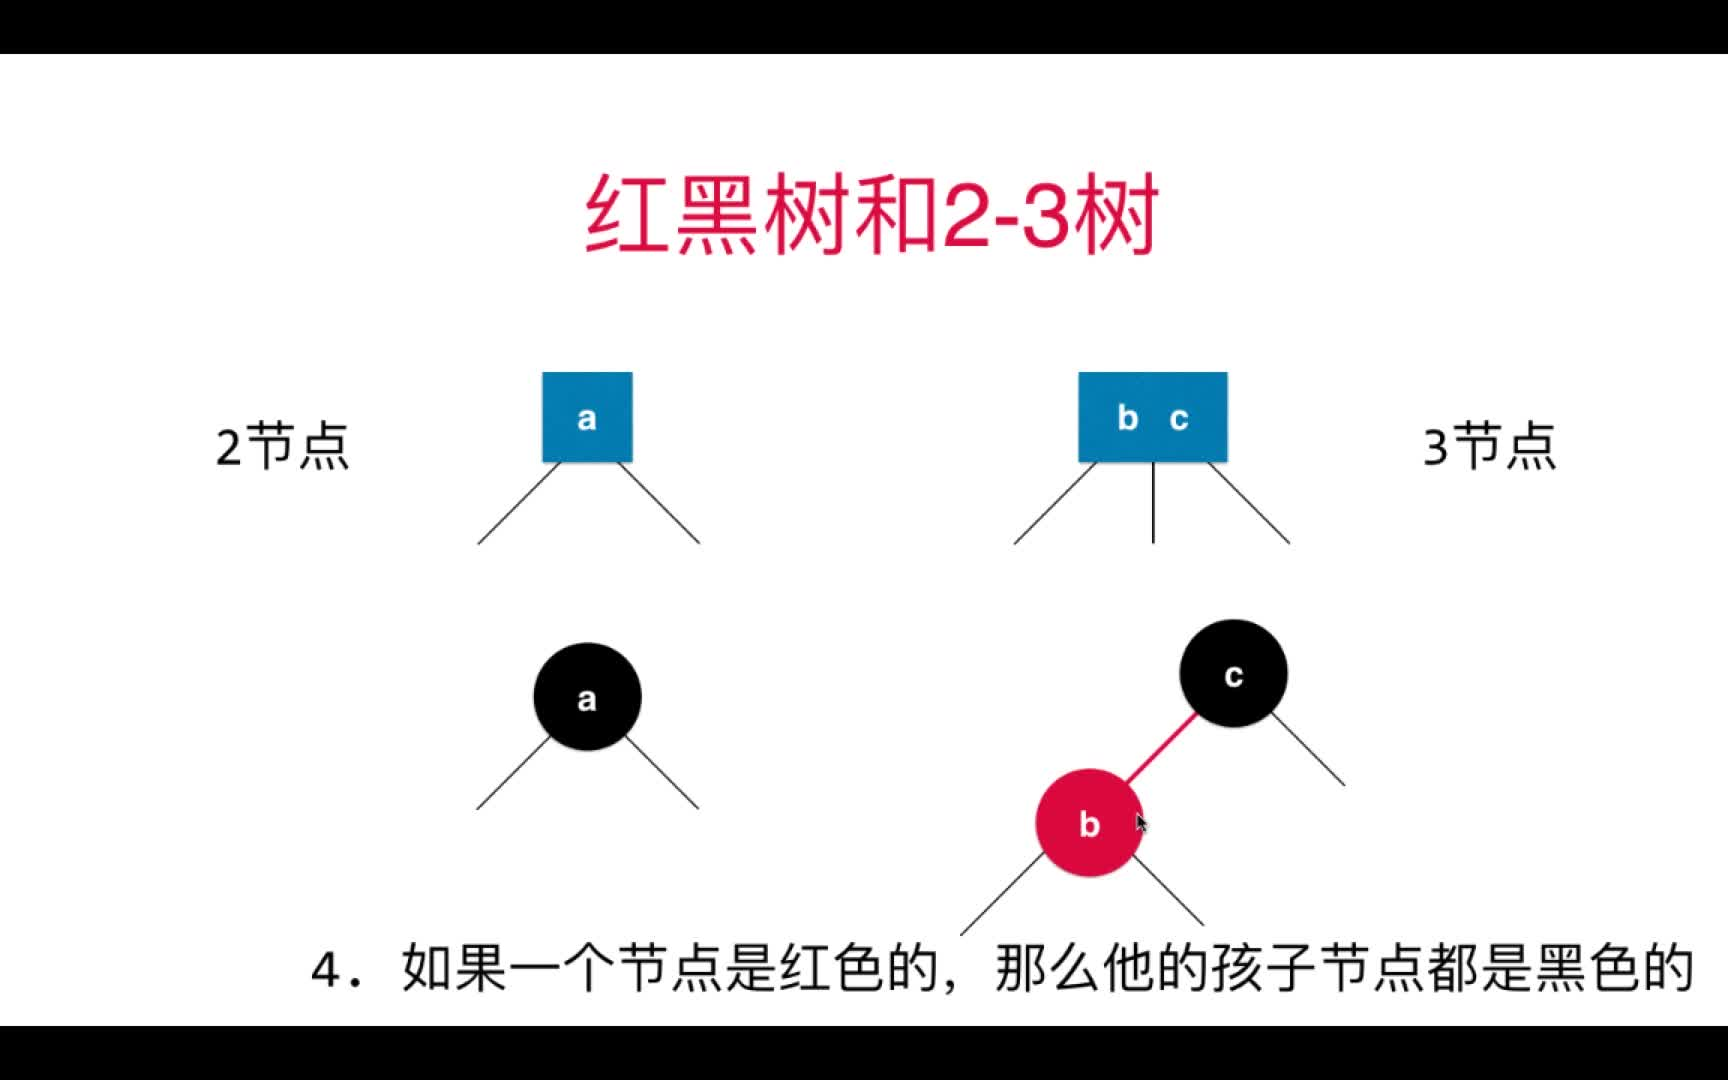 红黑树和2-3树
2节点
a
b c
3节点
a
c
b
4. 如果一个节点是红色的，那么他的孩子节点都是黑色的